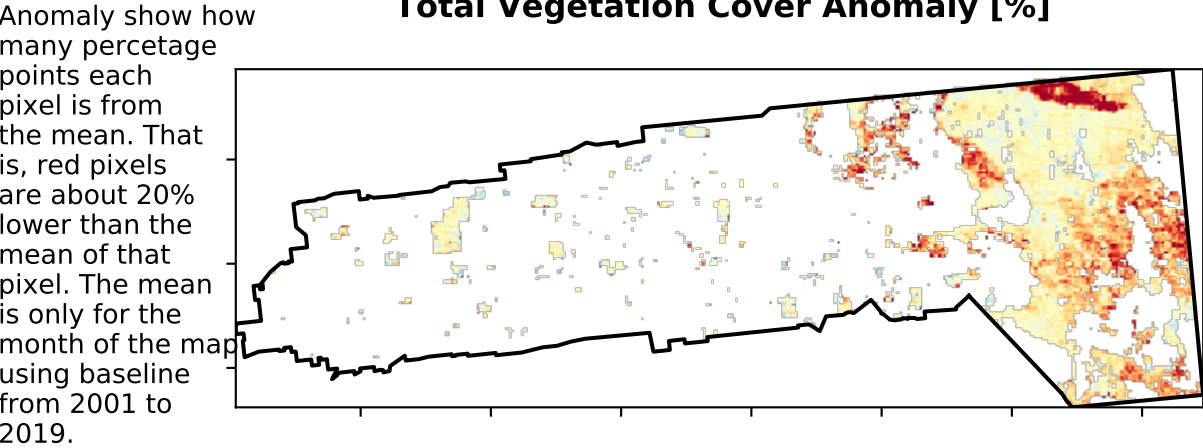 Total Vegetation Cover Anomaly [%]
Anomaly show how
many percetage
points each
pixel is from
the mean. That
is, red pixels
are about 20%
lower than the
mean of that
pixel. The mean
is only for the
month of the map
using baseline
from 2001 to
2019.